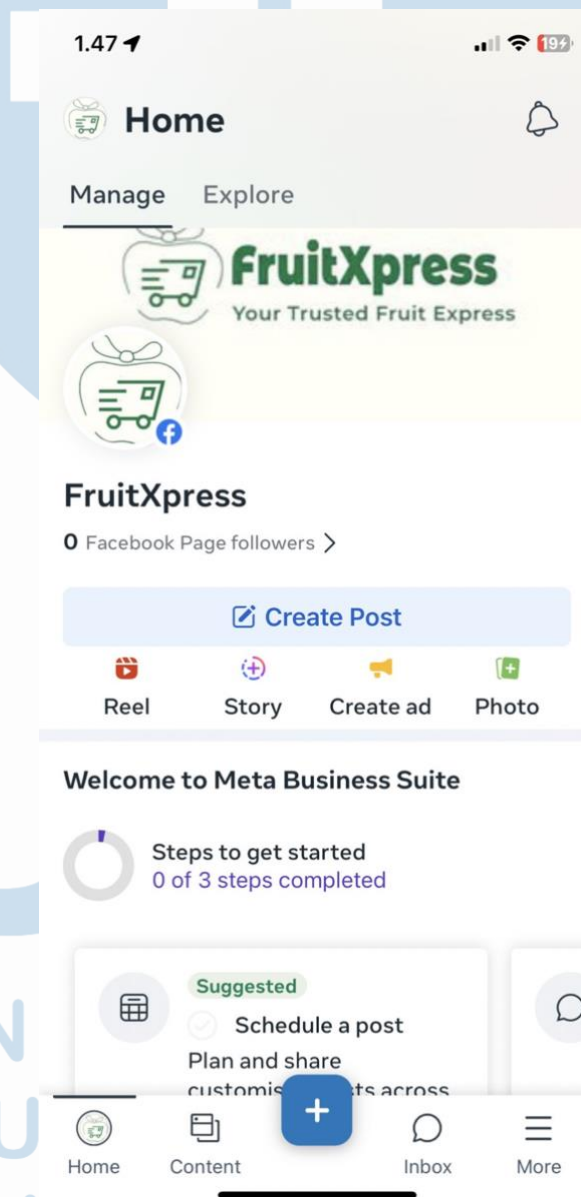 1.47
19
Home
Manage Explore
FruitXpress
Your Trusted Fruit Express
FruitXpress
0 Facebook Page followers
Create Post
Reel Story Create ad Photo
Welcome to Meta Business Suite
Steps to get started
0 of 3 steps completed
Suggested
Schedule a post
Plan and share
across
Home Content Inbox More
N
U